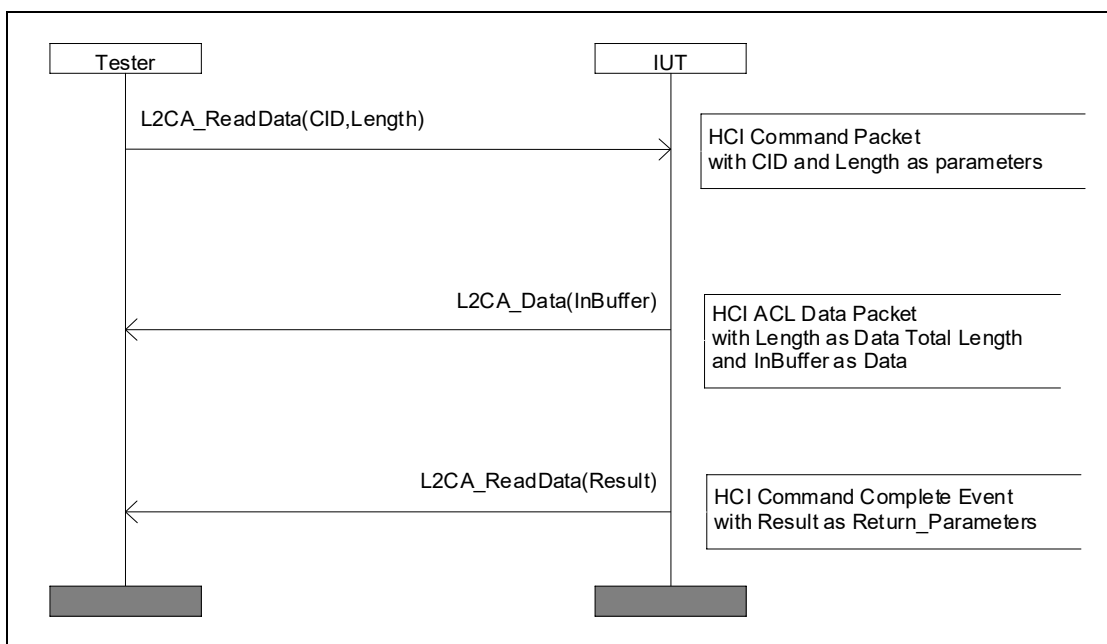 Tester
IUT
L2CA_ReadData(CID,Length)
HCI Command Packet
with CID and Length as parameters
L2CA_Data(InBuffer)
HCI ACL Data Packet
with Length as Data Total Length
and InBuffer as Data
L2CA_ReadData(Result)
HCI Command Complete Event
with Result as Return_Parameters